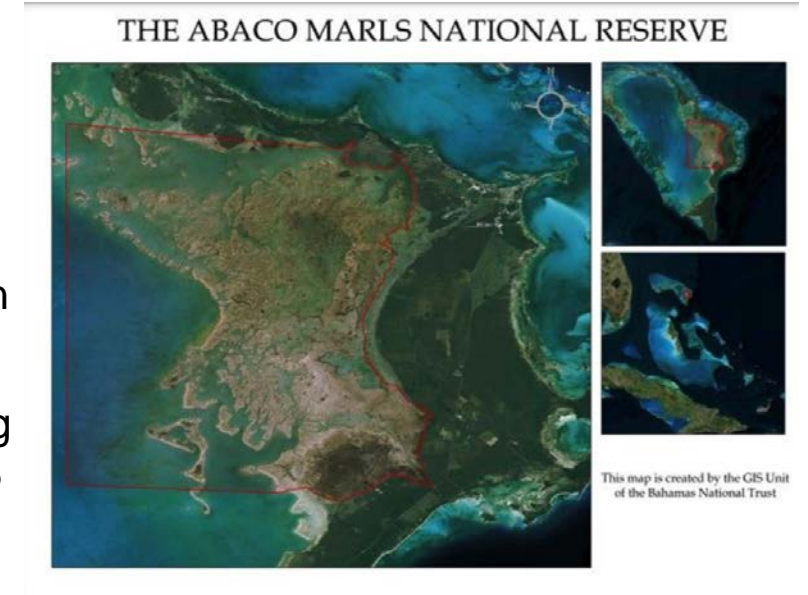 THE ABACO MARLS NATIONAL RESERVE
N
W
This map is created by the GIS Unit
of the Bahamas National Trust
n
g